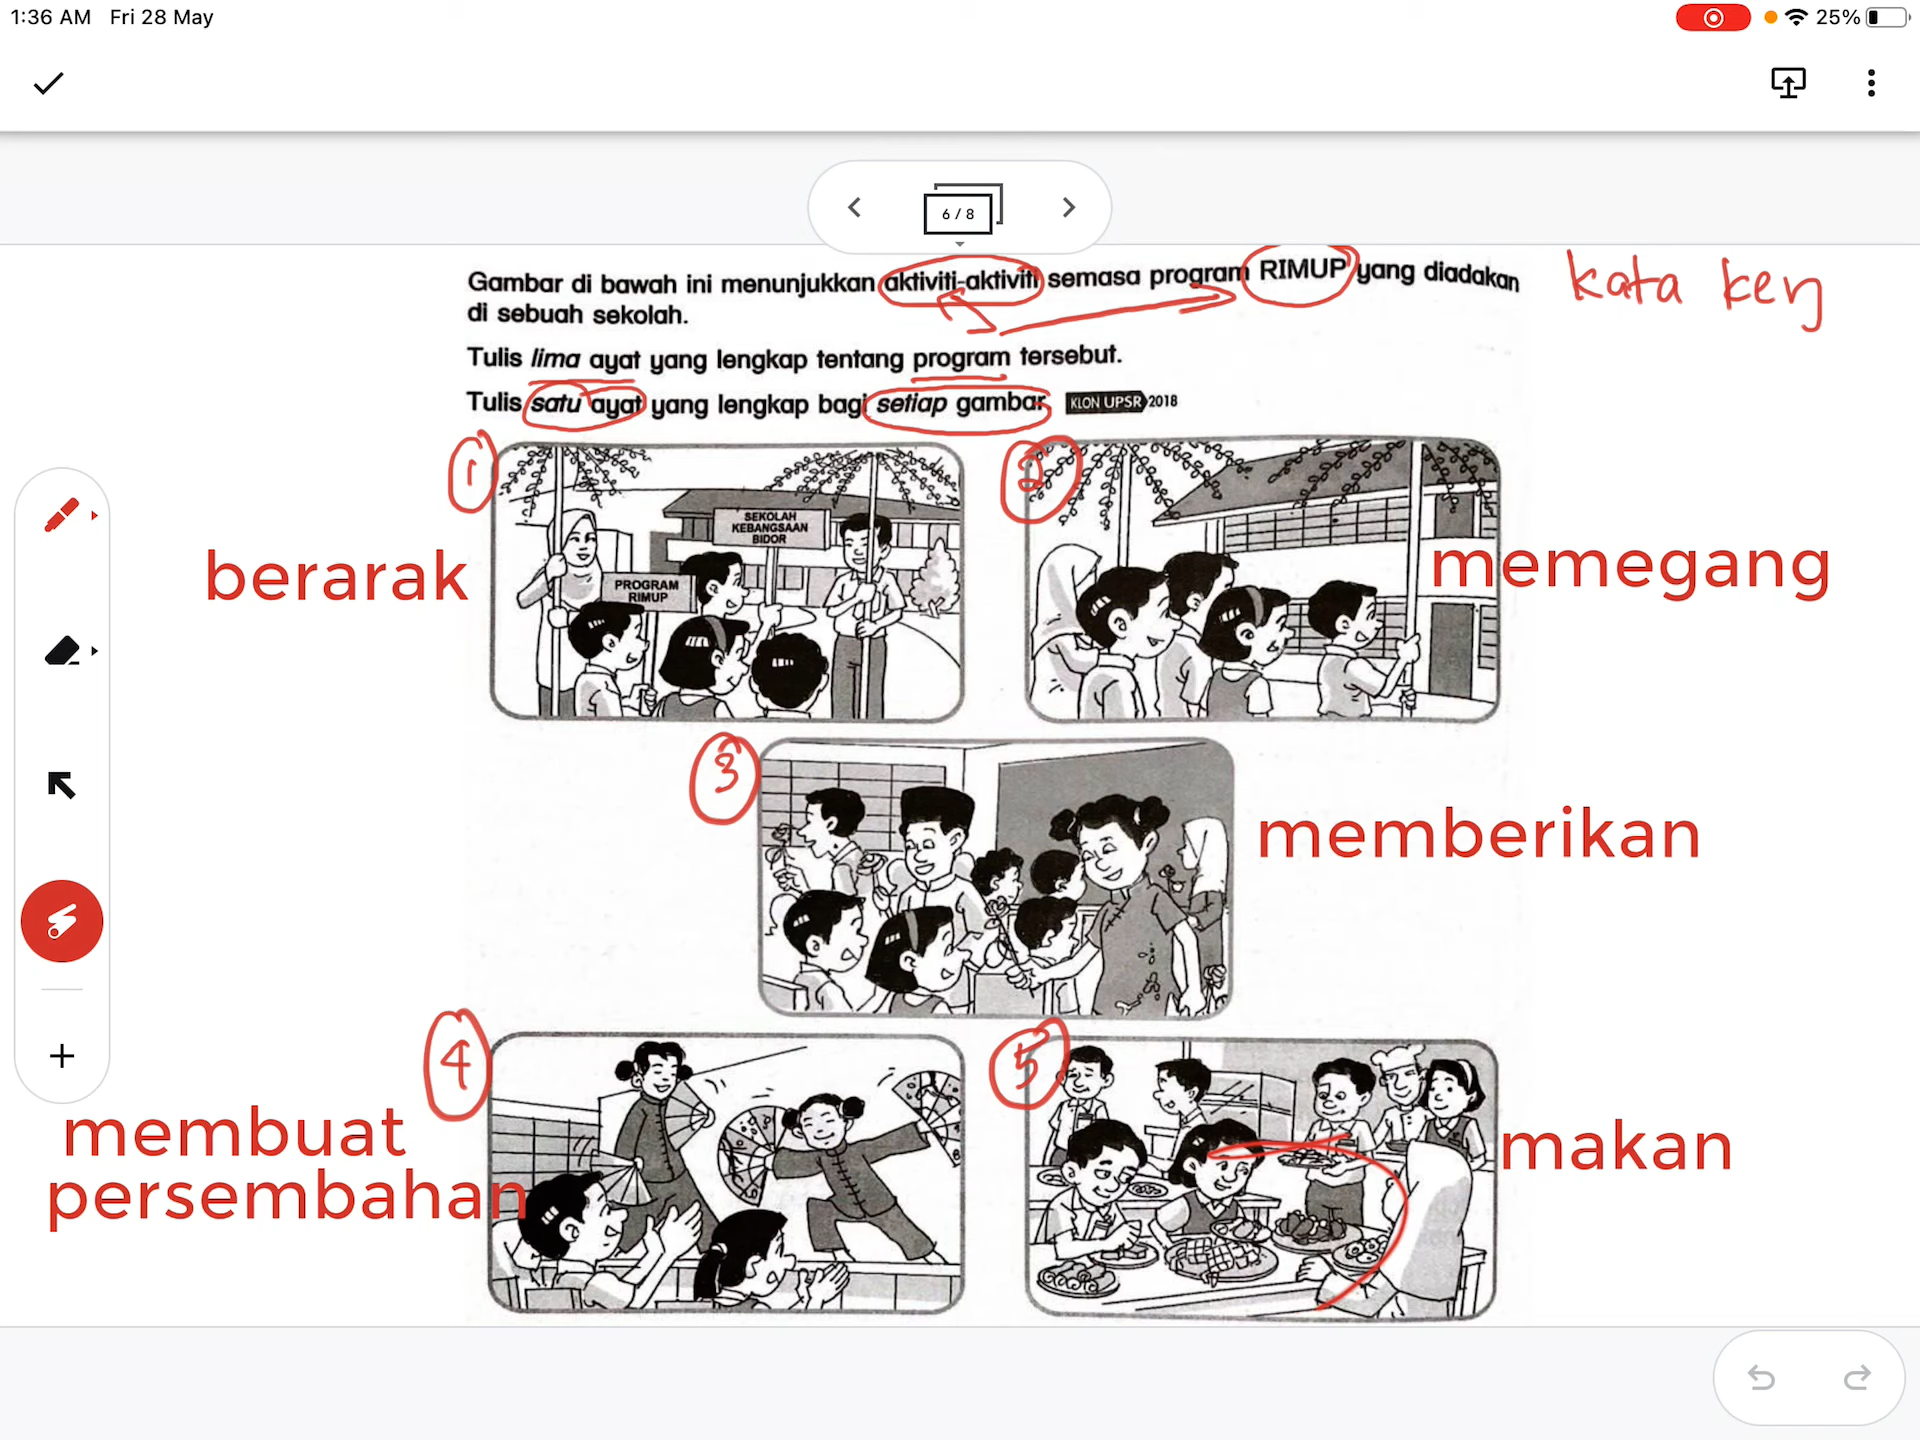 1:36 AM Fri 28 May
25%
6 / 8
Gambar di bawah ini menunjukkan aktiviti-aktiviti semasa program RIMUP yang diadakan
di sebuah sekolah.
kata key
Tulis lima ayat yang lengkap tentang program tersebut.
Tulis satu ayat yang lengkap bagi setiap gambar. KLON UPSR 2018
1
SEKOLAH
KEBANGSAAN
BIDOR
PROGRAM
RIMUP
berarak
2
memegang
3
memberikan
4
membuat
persembahan
5
makan